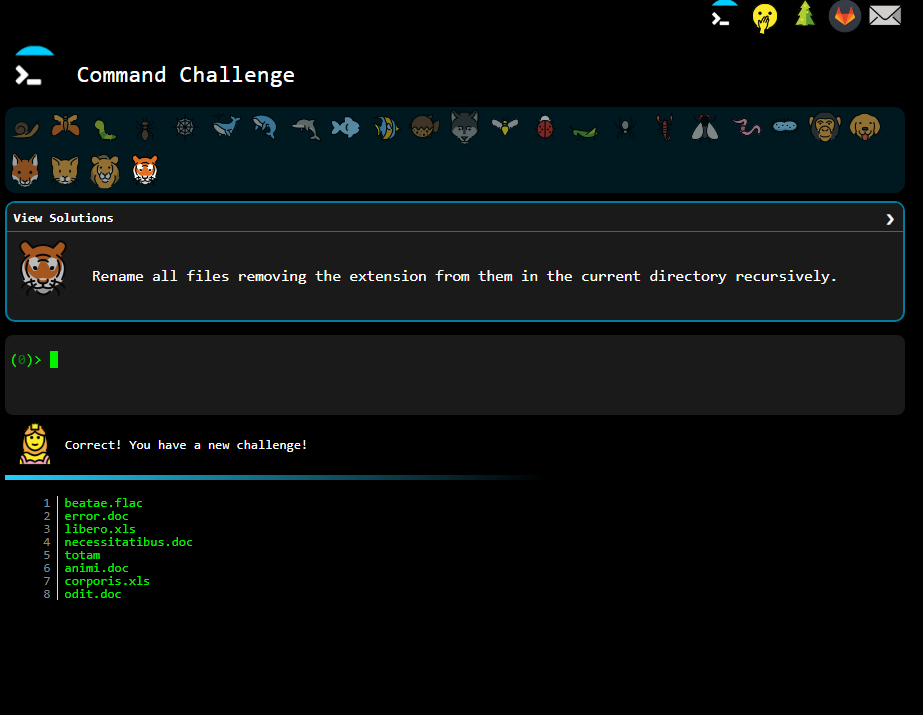 Command Challenge
View Solutions
Rename all files removing the extension from them in the current directory recursively.
(0)>
Correct! You have a new challenge!
1 beatae.flac
2 error.doc
3 libero.xls
4 necessitatibus.doc
5 totam
6 animi.doc
7 corporis.xls
8 odit.doc